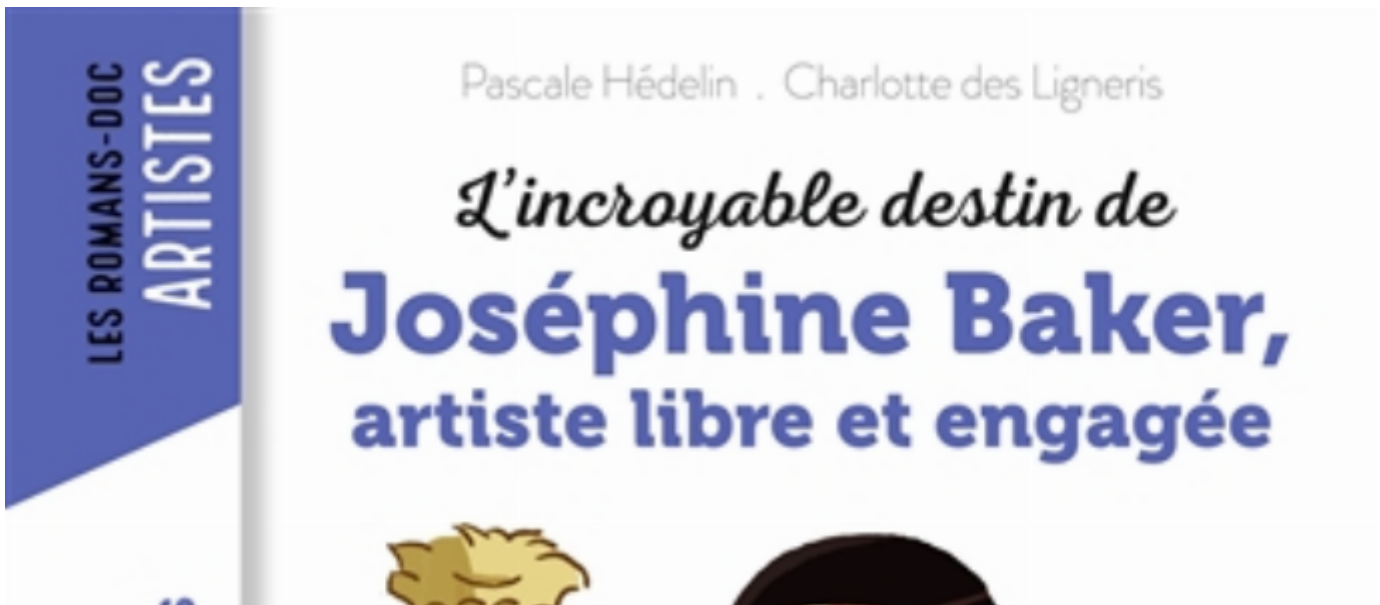 LES ROMANS-DOC
ARTISTES
Pascale Hédelin . Charlotte des Ligneris
L'incroyable destin de
Joséphine Baker,
artiste libre et engagée